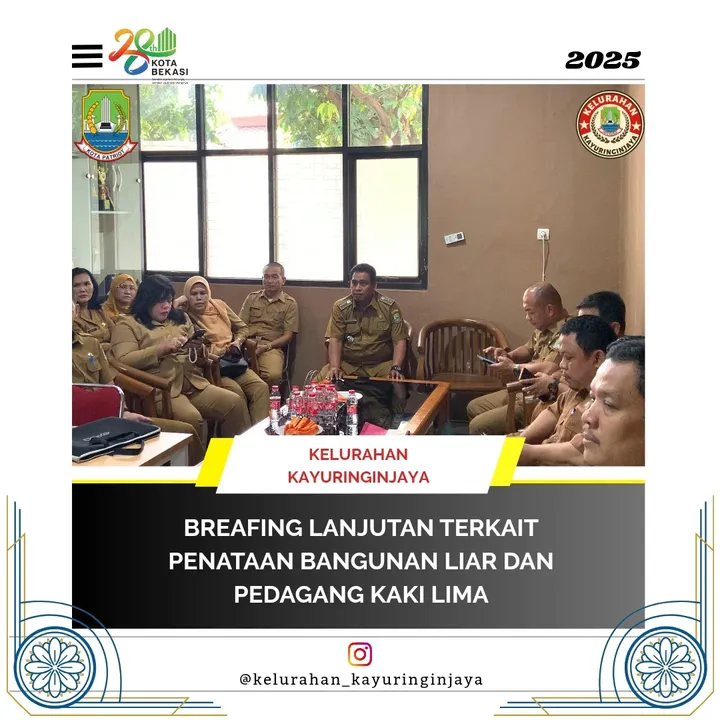 28th
KOTA
BEKASI
2025
KOTA PATRIOT
KELURAHAN
KAYURINGINJAYA
KELURAHAN
KAYURINGINJAYA
BREAFING LANJUTAN TERKAIT
PENATAAN BANGUNAN LIAR DAN
PEDAGANG KAKI LIMA
@kelurahan_kayuringinjaya